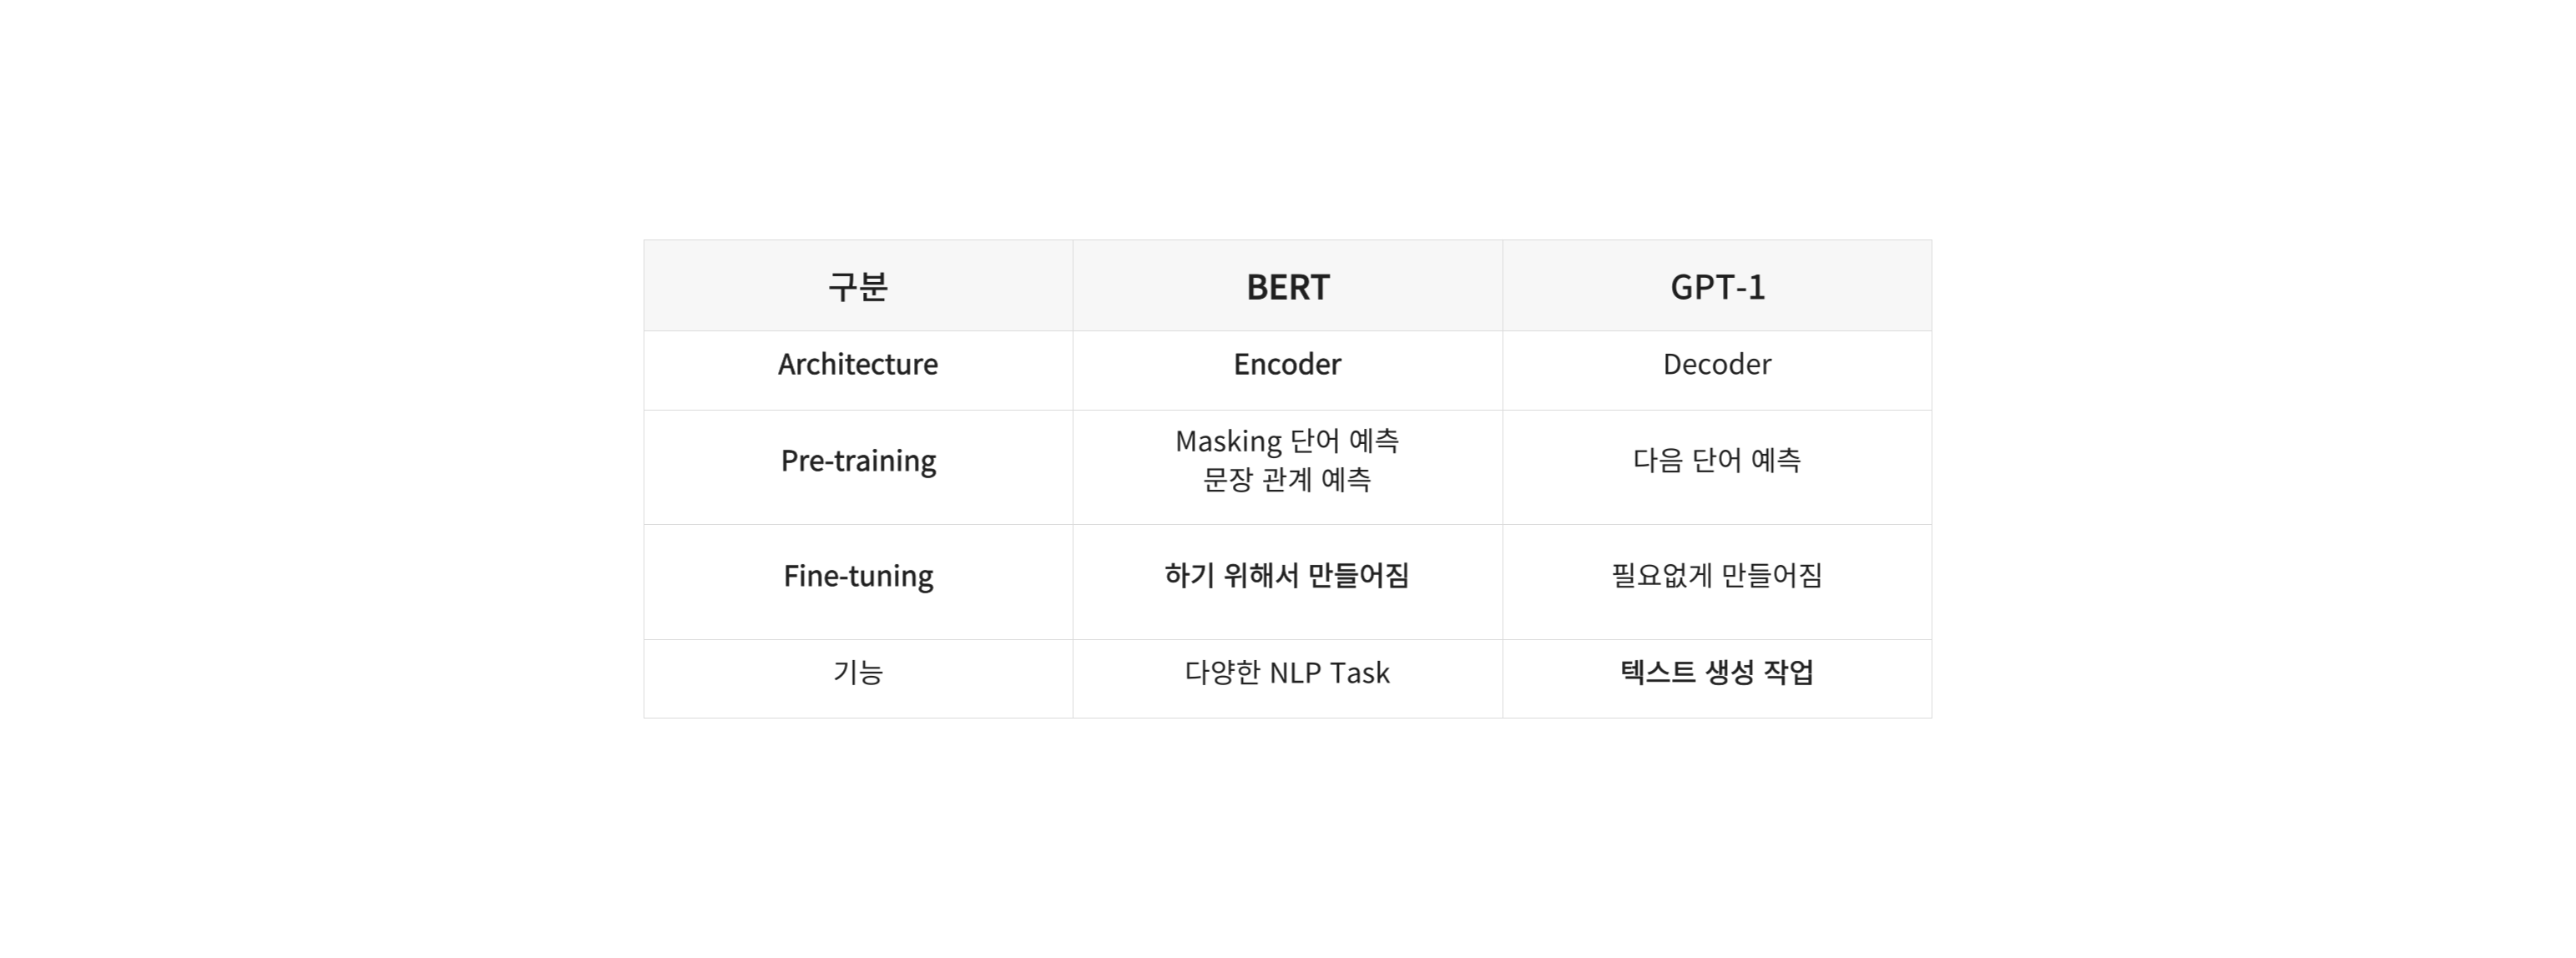 구분 BERT GPT-1
Architecture Encoder Decoder
Pre-training Masking 단어 예측 다음 단어 예측
문장 관계 예측
Fine-tuning 하기 위해서 만들어짐 필요없게 만들어짐
기능 다양한 NLP Task 텍스트 생성 작업